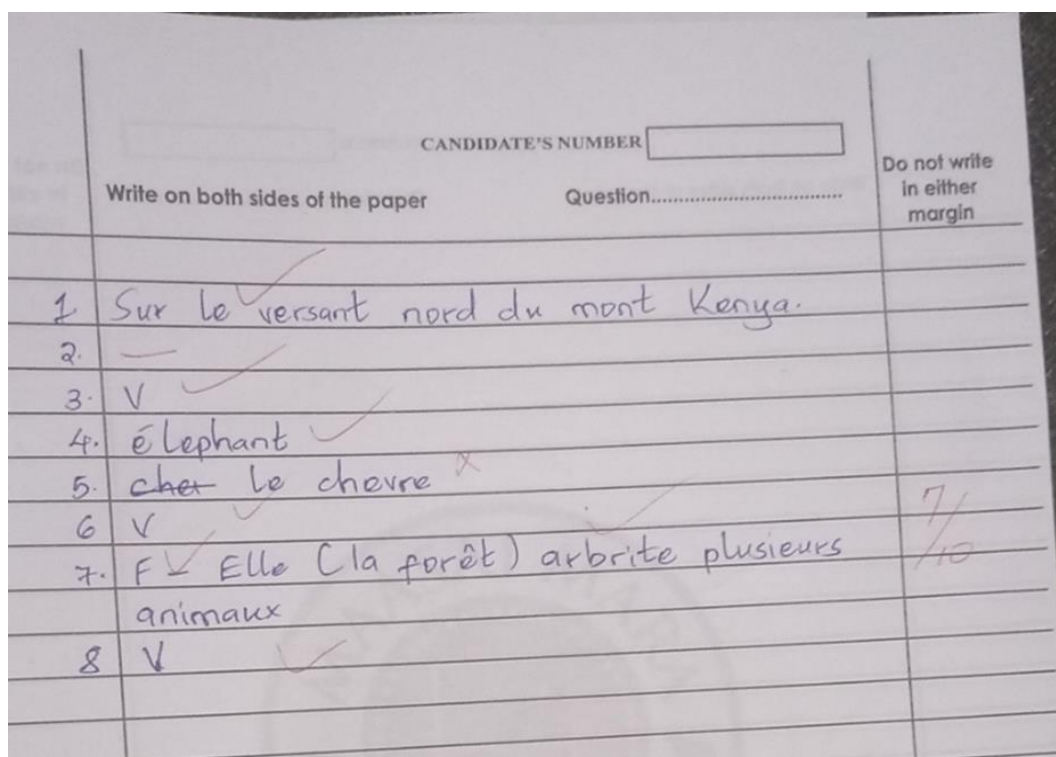 CANDIDATE'S NUMBER
Write on both sides of the paper Question....................................
Do not write
in either
margin
1 Sur le versant nord du mont Kenya.
2. —
3. V
4. élephant
5. cher le chevre
6 V
7. F – Elle (la forêt) arbrite plusieurs
animaux
8 V
7/10